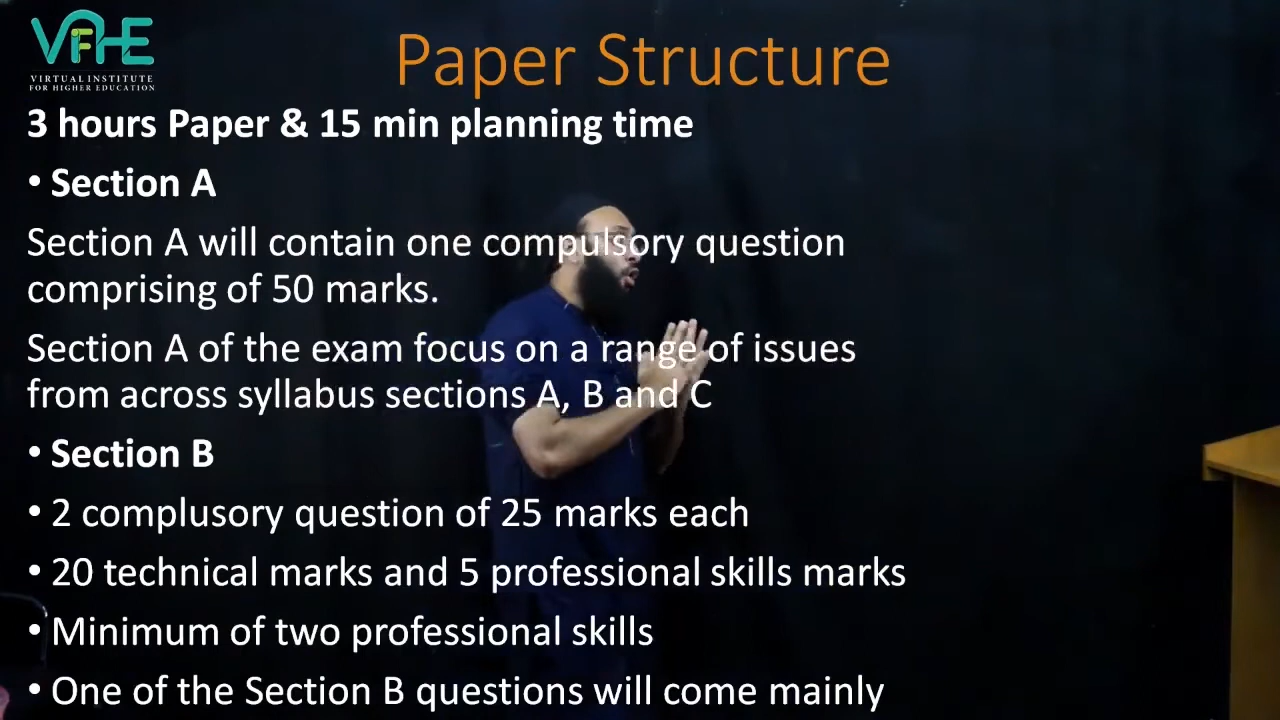 VIFHE
VIRTUAL INSTITUTE
FOR HIGHER EDUCATION
Paper Structure
3 hours Paper & 15 min planning time
• Section A
Section A will contain one compulsory question
comprising of 50 marks.
Section A of the exam focus on a range of issues
from across syllabus sections A, B and C
• Section B
• 2 complusory question of 25 marks each
• 20 technical marks and 5 professional skills marks
• Minimum of two professional skills
• One of the Section B questions will come mainly